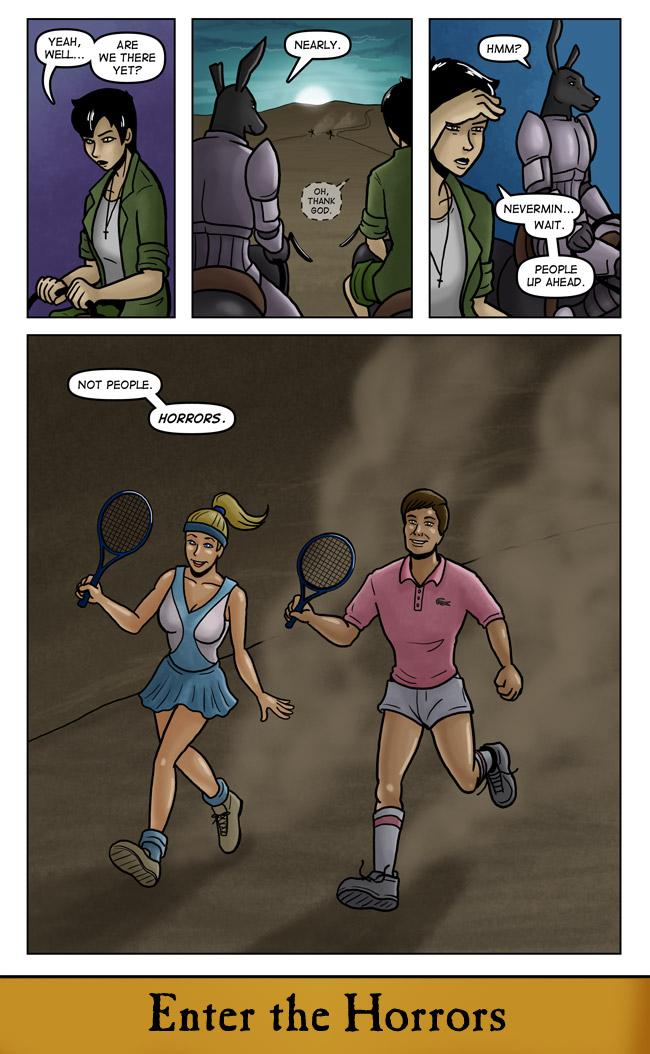 YEAH,
WELL...
ARE
WE THERE
YET?
NEARLY.
OH,
THANK
GOD.
HMM?
NEVERMIN...
WAIT.
PEOPLE
UP AHEAD.
NOT PEOPLE.
HORRORS.
Enter the Horrors